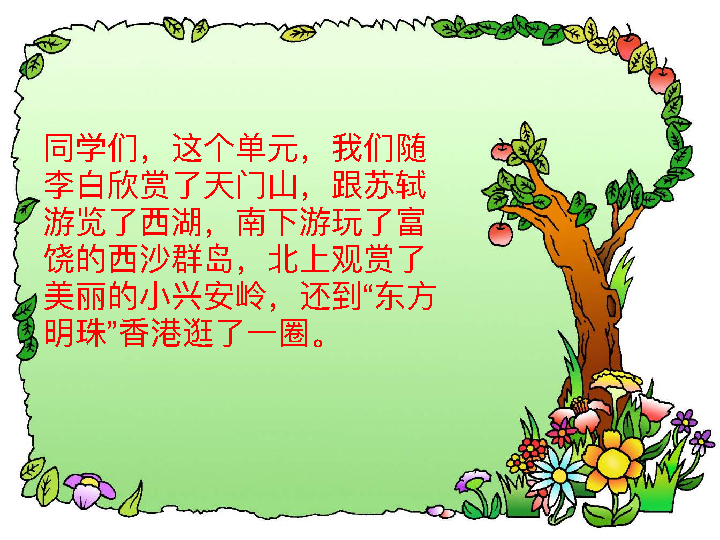 同学们，这个单元，我们随
李白欣赏了天门山，跟苏轼
游览了西湖，南下游玩了富
饶的西沙群岛，北上观赏了
美丽的小兴安岭，还到“东方
明珠”香港逛了一圈。